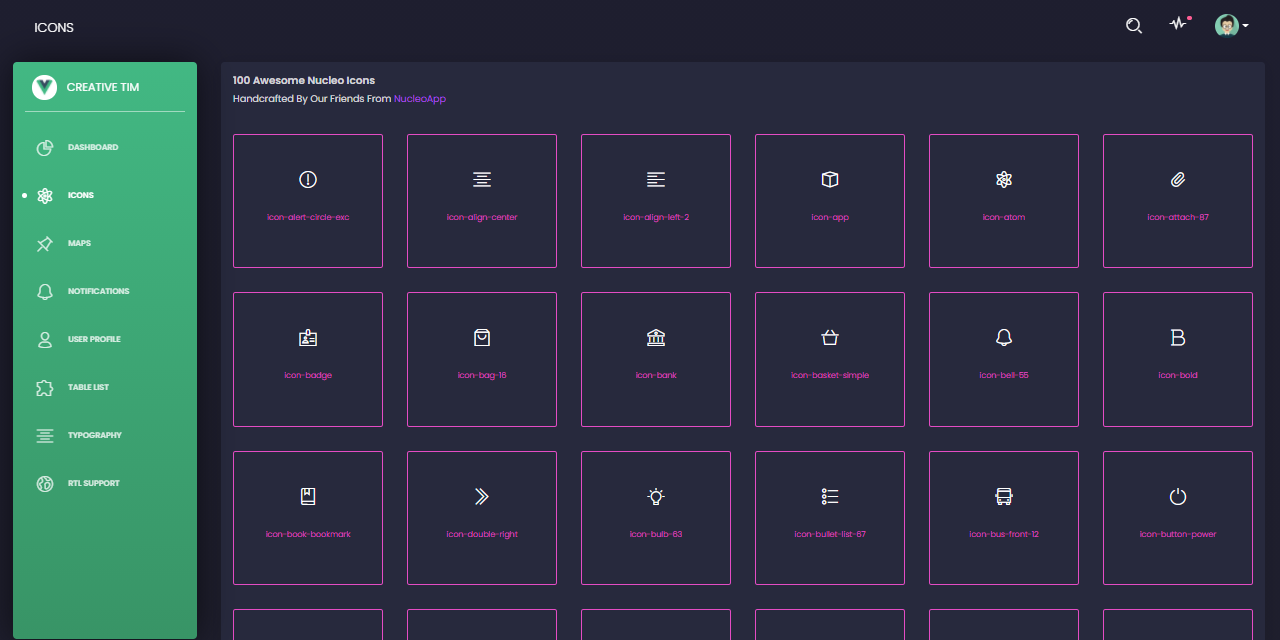 ICONS
CREATIVE TIM
DASHBOARD
ICONS
MAPS
NOTIFICATIONS
USER PROFILE
TABLE LIST
TYPOGRAPHY
RTL SUPPORT
100 Awesome Nucleo Icons
Handcrafted By Our Friends From NucleoApp
icon-alert-circle-exc
icon-align-center
icon-align-left-2
icon-app
icon-atom
icon-attach-87
icon-badge
icon-bag-16
icon-bank
icon-basket-simple
icon-bell-55
icon-bold
icon-book-bookmark
icon-double-right
icon-bulb-63
icon-bullet-list-67
icon-bus-front-12
icon-button-power